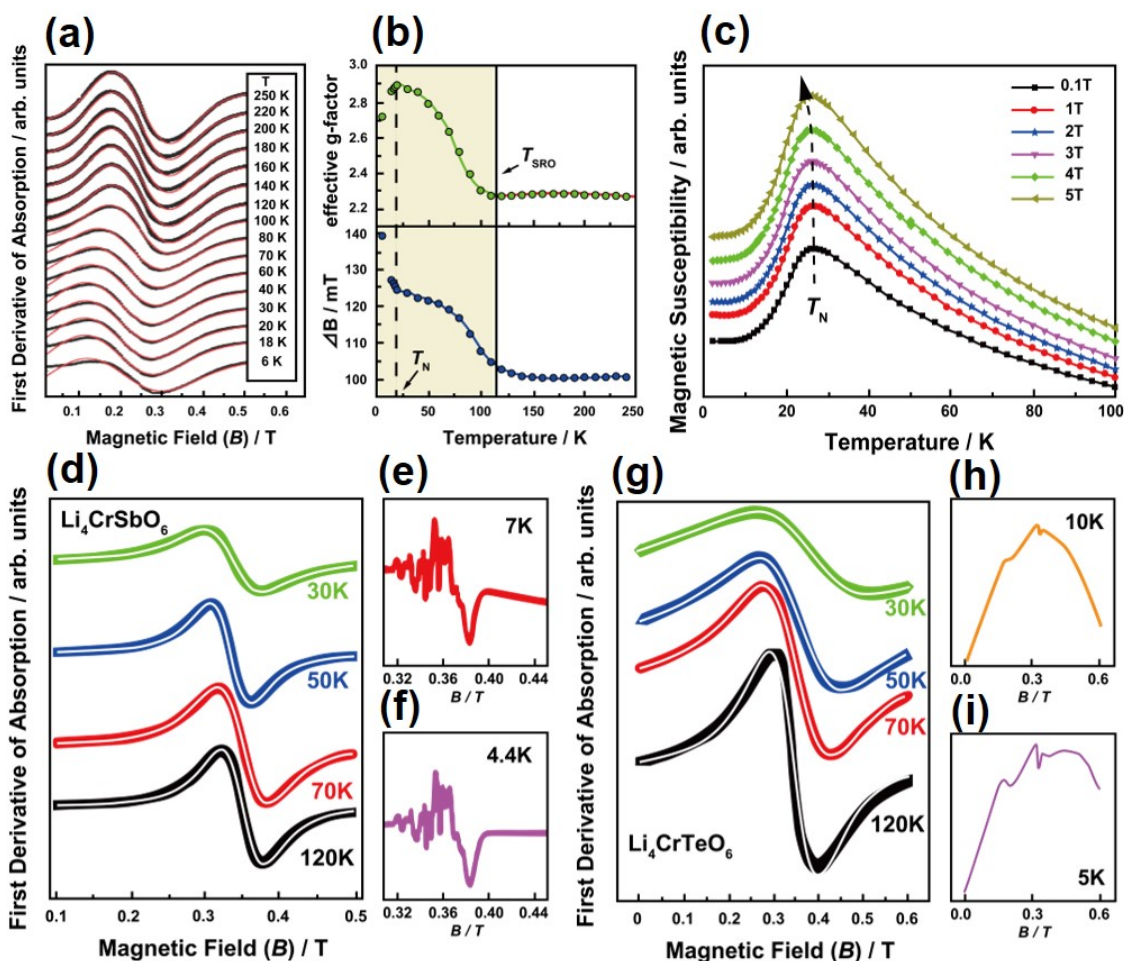 (a)
First Derivative of Absorption / arb. units
T
250 K
220 K
200 K
180 K
160 K
140 K
120 K
100 K
80 K
70 K
60 K
40 K
30 K
20 K
18 K
6 K
0.1 0.2 0.3 0.4 0.5 0.6
Magnetic Field (B) / T
(b)
effective g-factor
3.0
2.8
2.6
2.4
2.2
T_SRO
ΔB / mT
140
130
120
110
100
T_N
0 50 100 150 200 250
Temperature / K
(c)
Magnetic Susceptibility / arb. units
0.1T
1T
2T
3T
4T
5T
T_N
0 20 40 60 80 100
Temperature / K
(d)
First Derivative of Absorption / arb. units
Li₄CrSbO₆
30K
50K
70K
120K
0.1 0.2 0.3 0.4 0.5
Magnetic Field (B) / T
(e)
7K
0.32 0.36 0.40 0.44
B / T
(f)
4.4K
0.32 0.36 0.40 0.44
B / T
(g)
First Derivative of Absorption / arb. units
30K
50K
70K
120K
Li₄CrTeO₆
0 0.1 0.2 0.3 0.4 0.5 0.6
Magnetic Field (B) / T
(h)
10K
0.0 0.3 0.6
B / T
(i)
5K
0.0 0.3 0.6
B / T